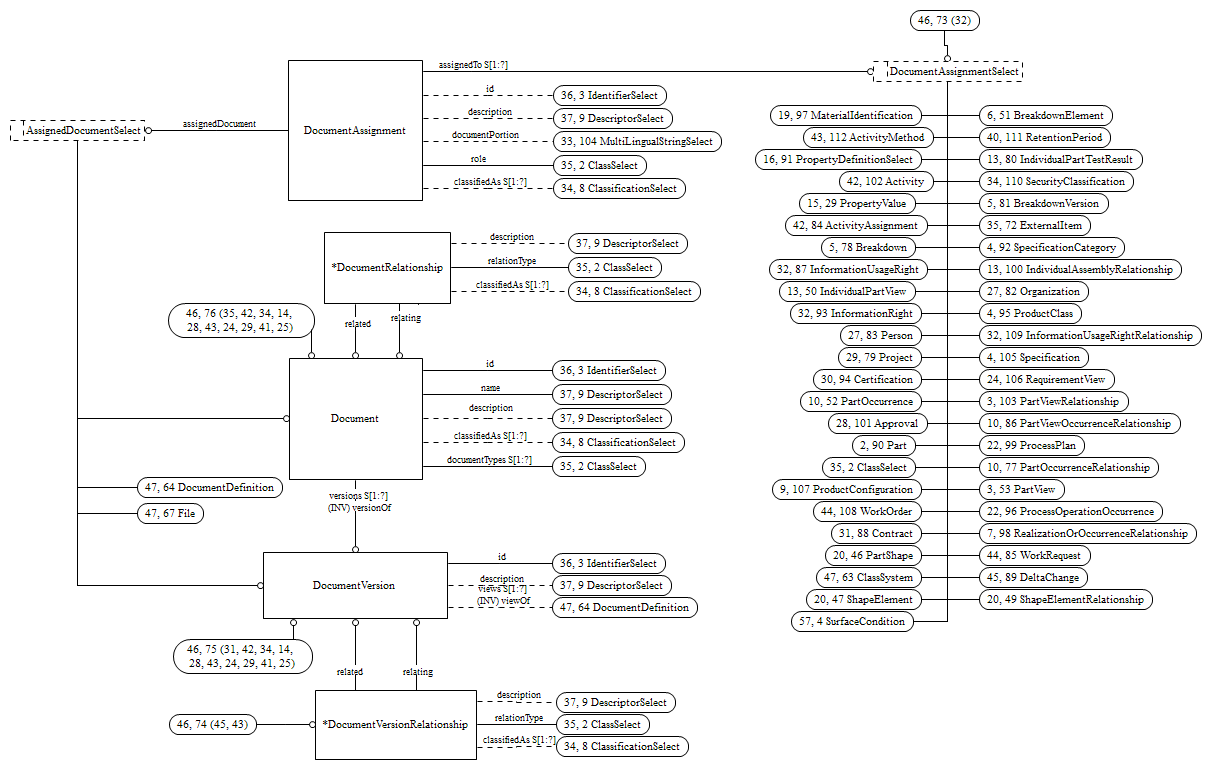 46, 73 (32)
assignedTo S[1:?]
DocumentAssignmentSelect
id
36, 3 IdentifierSelect
description
37, 9 DescriptorSelect
AssignedDocumentSelect
assignedDocument
DocumentAssignment
documentPortion
33, 104 MultiLingualStringSelect
role
35, 2 ClassSelect
classifiedAs S[1:?]
34, 8 ClassificationSelect
*DocumentRelationship
description
37, 9 DescriptorSelect
relationType
35, 2 ClassSelect
classifiedAs S[1:?]
34, 8 ClassificationSelect
46, 76 (35, 42, 34, 14,
28, 43, 24, 29, 41, 25)
related
relating
Document
id
36, 3 IdentifierSelect
name
37, 9 DescriptorSelect
description
37, 9 DescriptorSelect
classifiedAs S[1:?]
34, 8 ClassificationSelect
documentTypes S[1:?]
35, 2 ClassSelect
47, 64 DocumentDefinition
47, 67 File
versions S[1:?]
(INV) versionOf
DocumentVersion
id
36, 3 IdentifierSelect
description
37, 9 DescriptorSelect
views S[1:?]
(INV) viewOf
47, 64 DocumentDefinition
46, 75 (31, 42, 34, 14,
28, 43, 24, 29, 41, 25)
related
relating
46, 74 (45, 43)
*DocumentVersionRelationship
description
37, 9 DescriptorSelect
relationType
35, 2 ClassSelect
classifiedAs S[1:?]
34, 8 ClassificationSelect
19, 97 MaterialIdentification
6, 51 BreakdownElement
43, 112 ActivityMethod
40, 111 RetentionPeriod
16, 91 PropertyDefinitionSelect
13, 80 IndividualPartTestResult
42, 102 Activity
34, 110 SecurityClassification
15, 29 PropertyValue
5, 81 BreakdownVersion
42, 84 ActivityAssignment
35, 72 ExternalItem
5, 78 Breakdown
4, 92 SpecificationCategory
32, 87 InformationUsageRight
13, 100 IndividualAssemblyRelationship
13, 50 IndividualPartView
27, 82 Organization
32, 93 InformationRight
4, 95 ProductClass
27, 83 Person
32, 109 InformationUsageRightRelationship
29, 79 Project
4, 105 Specification
30, 94 Certification
24, 106 RequirementView
10, 52 PartOccurrence
3, 103 PartViewRelationship
28, 101 Approval
10, 86 PartViewOccurrenceRelationship
2, 90 Part
22, 99 ProcessPlan
35, 2 ClassSelect
10, 77 PartOccurrenceRelationship
9, 107 ProductConfiguration
3, 53 PartView
44, 108 WorkOrder
22, 96 ProcessOperationOccurrence
31, 88 Contract
7, 98 RealizationOrOccurrenceRelationship
20, 46 PartShape
44, 85 WorkRequest
47, 63 ClassSystem
45, 89 DeltaChange
20, 47 ShapeElement
20, 49 ShapeElementRelationship
57, 4 SurfaceCondition